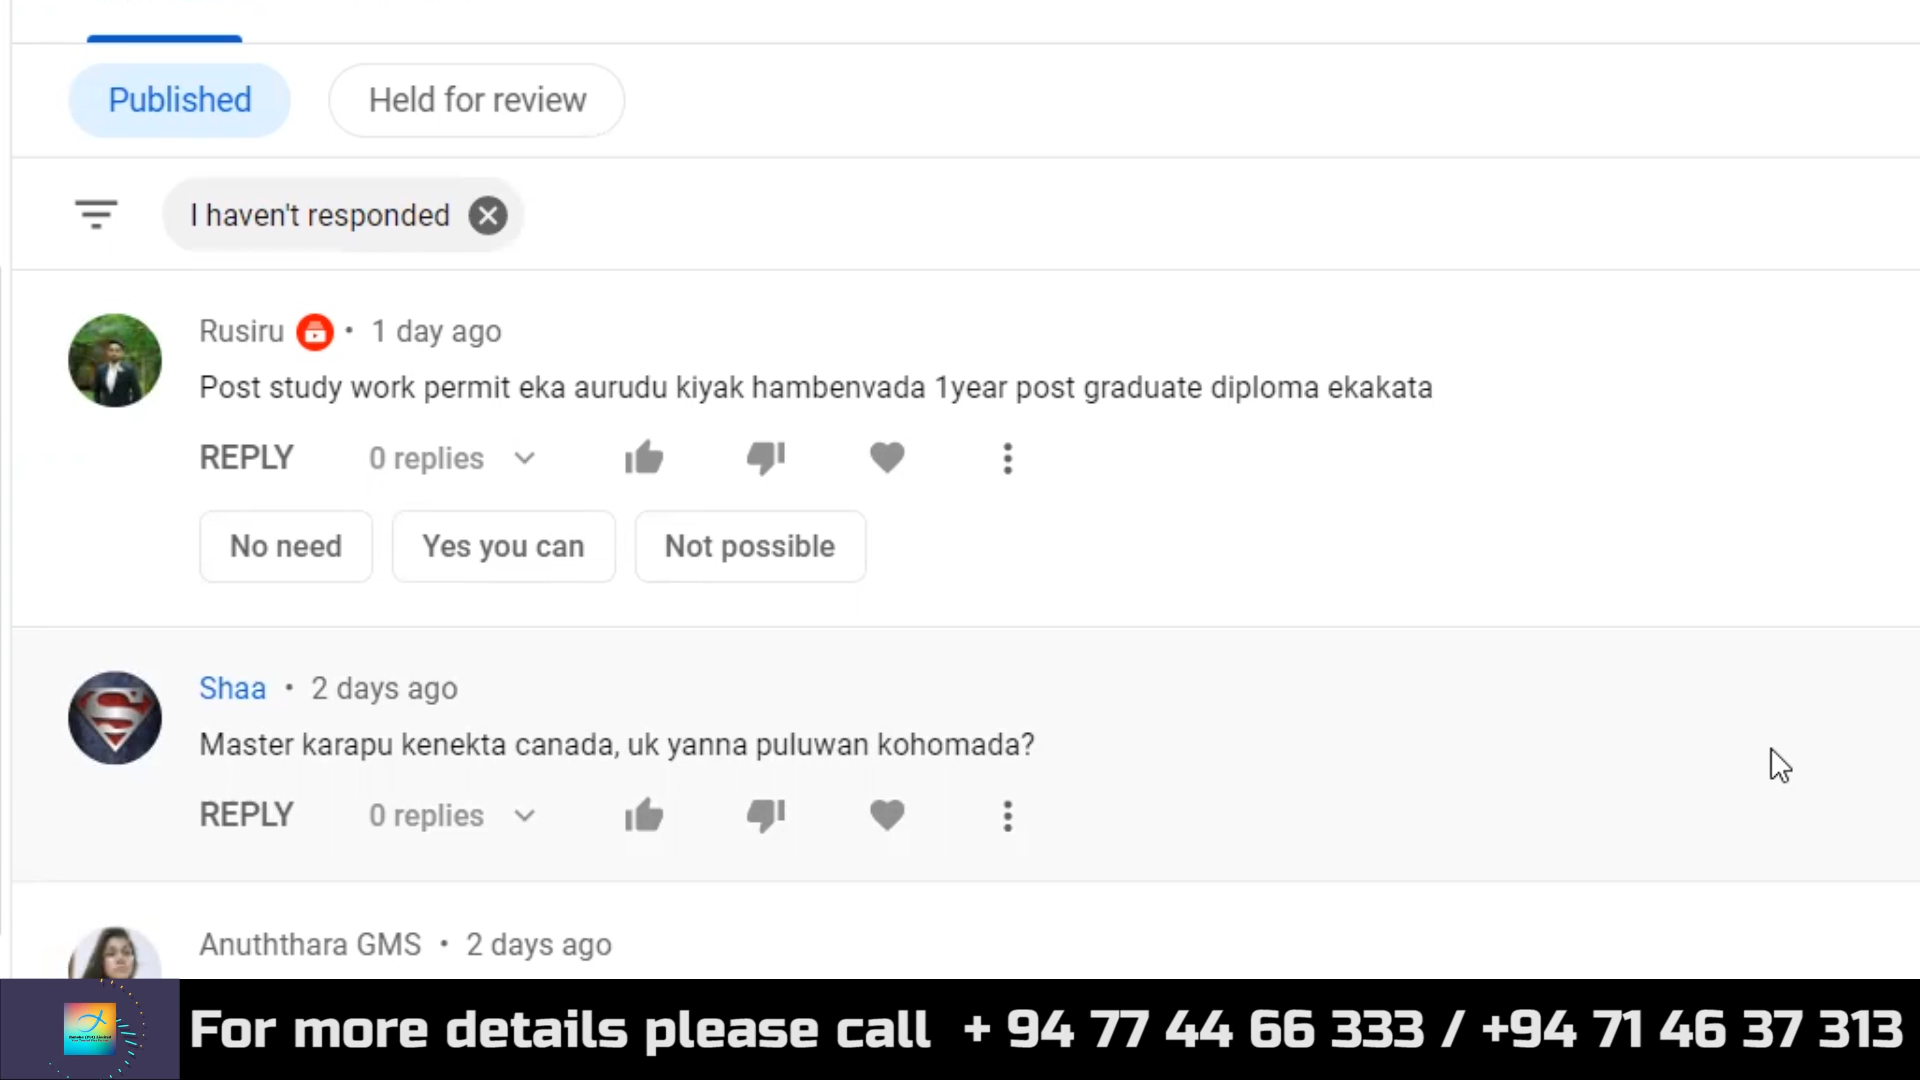 Published
Held for review
I haven't responded
Rusiru • 1 day ago
Post study work permit eka aurudu kiyak hambenvada 1year post graduate diploma ekakata
REPLY 0 replies
No need
Yes you can
Not possible
Shaa • 2 days ago
Master karapu kenekta canada, uk yanna puluwan kohomada?
REPLY 0 replies
Anuththara GMS • 2 days ago
For more details please call + 94 77 44 66 333 / +94 71 46 37 313